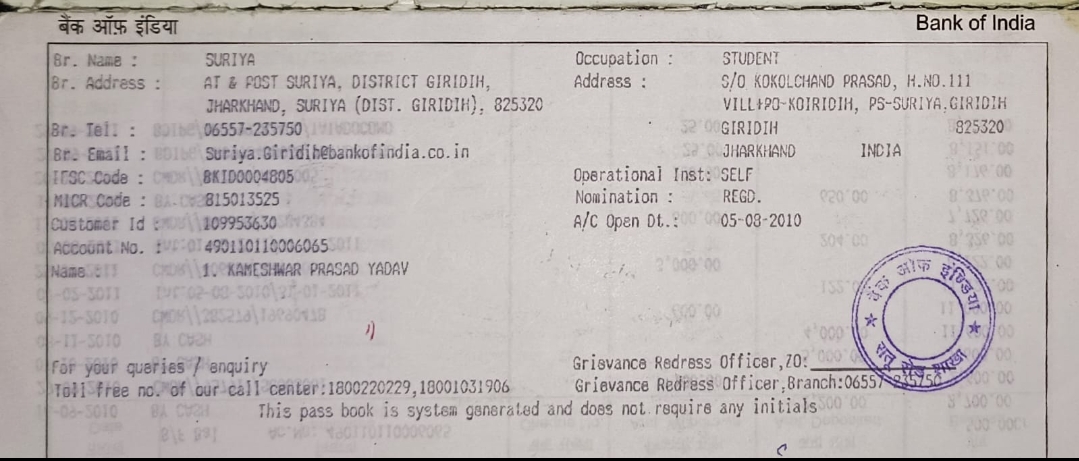 बैंक ऑफ़ इंडिया Bank of India
Br. Name : SURIYA Occupation : STUDENT
Br. Address : AT & POST SURIYA, DISTRICT GIRIDIH, Address : S/O KOKOLCHAND PRASAD, H.NO.111
JHARKHAND, SURIYA (DIST. GIRIDIH), 825320 VILL+PO-KOIRIDIH, PS-SURIYA.GIRIDIH
Br. Tel. : 06557-235750 GIRIDIH 825320
Br. Email : Suriya.Giridih@bankofindia.co.in JHARKHAND INDIA
IFSC Code : BKID0004805 Operational Inst: SELF
MICR Code : 815013525 Nomination : REGD.
Customer Id : 109953630 A/C Open Dt.: 05-08-2010
Account No. : 490110110006065
Name : 1. KAMESHWAR PRASAD YADAV
बैंक ऑफ इण्डिया
शाखा
For your queries / enquiry Grievance Redress Officer,ZO:
Toll free no. of our call center:1800220229,18001031906 Grievance Redress Officer,Branch:06557
This pass book is system generated and does not require any initials